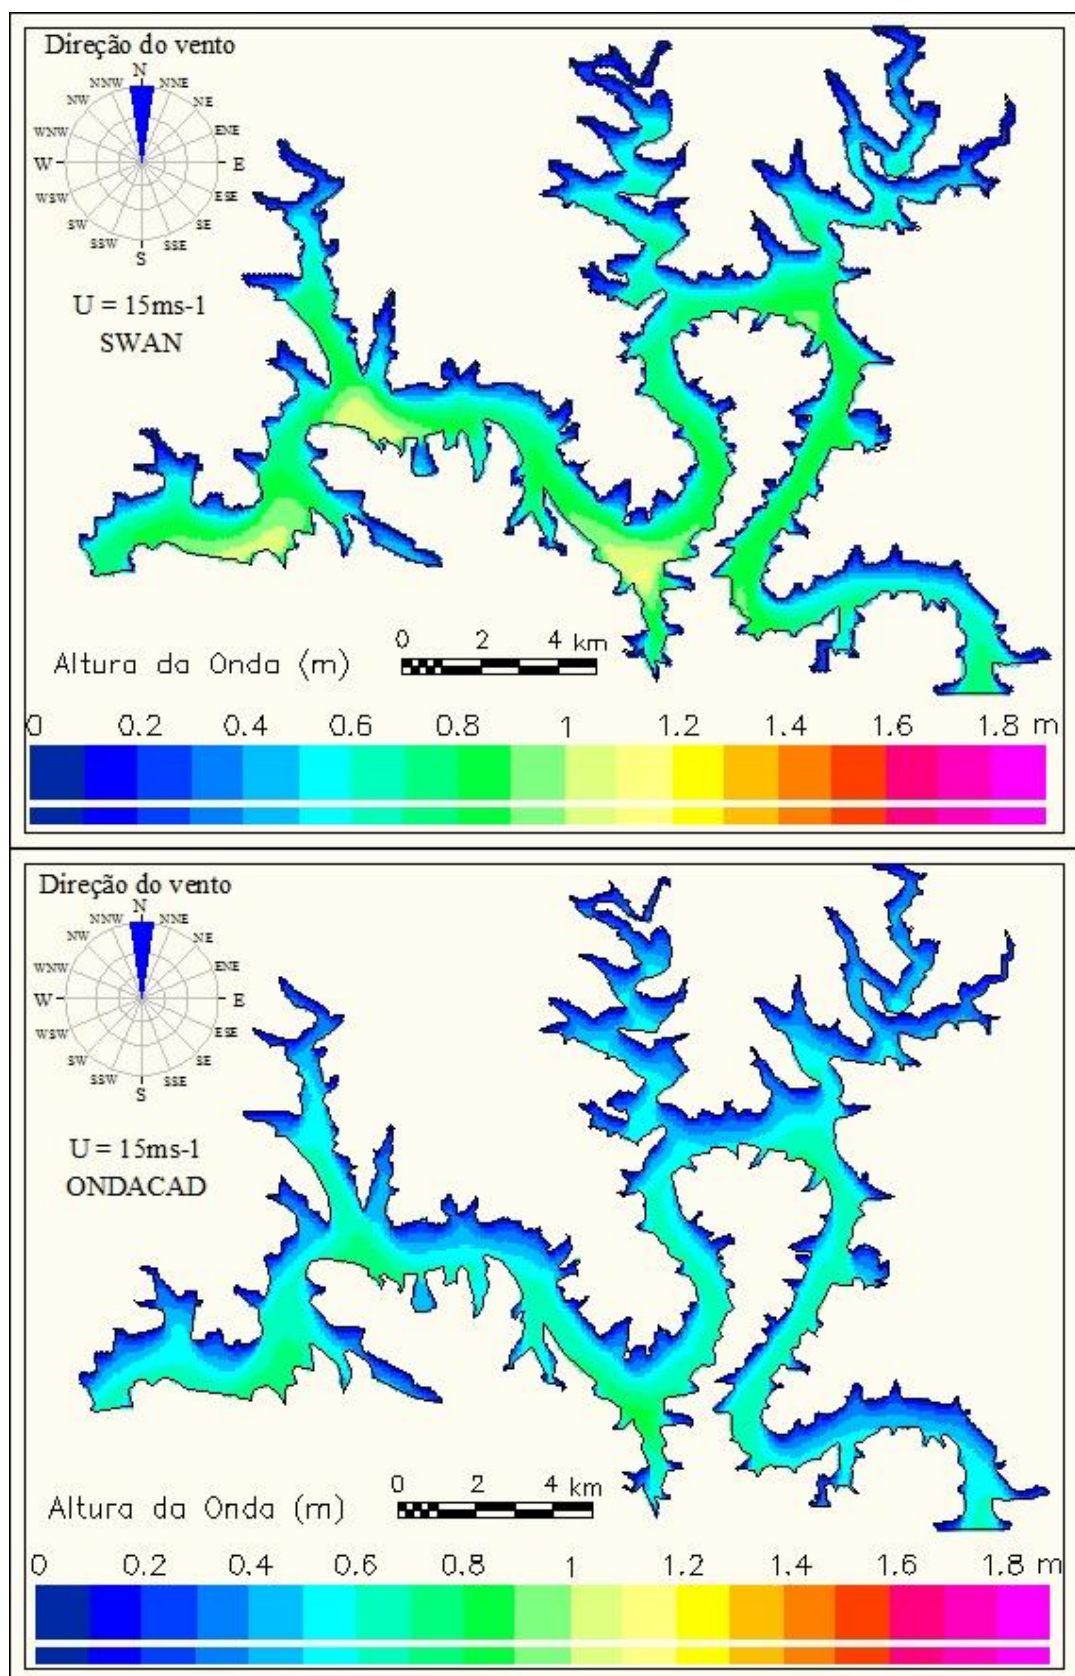 Direção do vento
N
NNW NNE
NW NE
WNW ENE
W E
WSW ESE
SW SE
SSW SSE
S
U = 15ms-1
SWAN
0 2 4 km
Altura da Onda (m)
0 0.2 0.4 0.6 0.8 1 1.2 1.4 1.6 1.8 m
Direção do vento
N
NNW NNE
NW NE
WNW ENE
W E
WSW ESE
SW SE
SSW SSE
S
U = 15ms-1
ONDACAD
0 2 4 km
Altura da Onda (m)
0 0.2 0.4 0.6 0.8 1 1.2 1.4 1.6 1.8 m